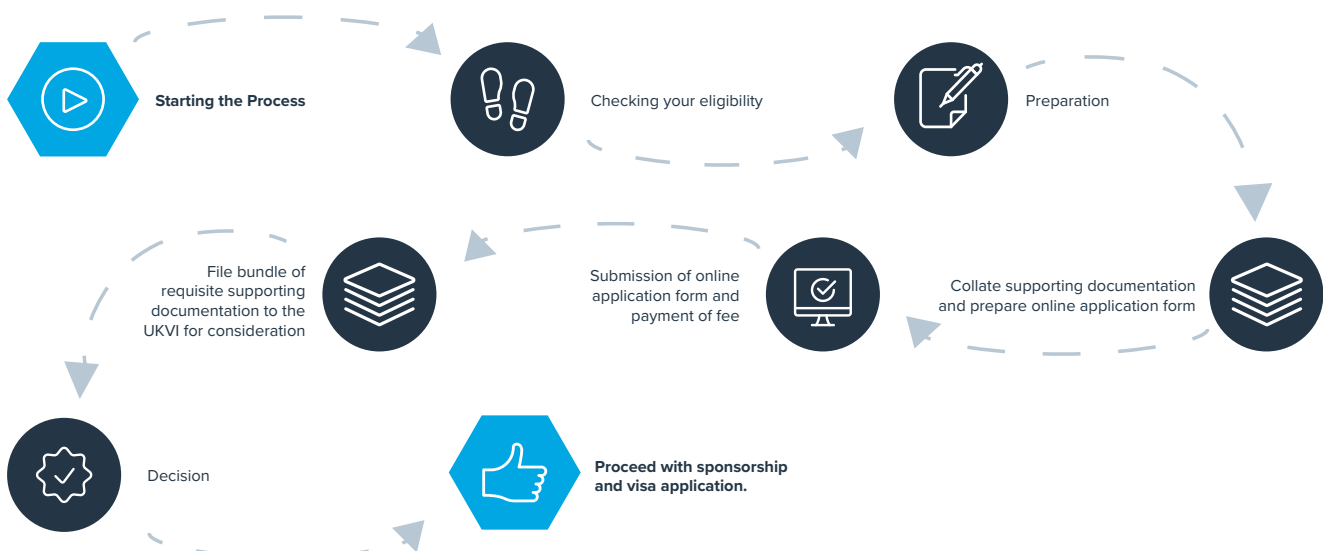 Starting the Process
Checking your eligibility
Preparation
Collate supporting documentation
and prepare online application form
Submission of online
application form and
payment of fee
File bundle of
requisite supporting
documentation to the
UKVI for consideration
Decision
Proceed with sponsorship
and visa application.